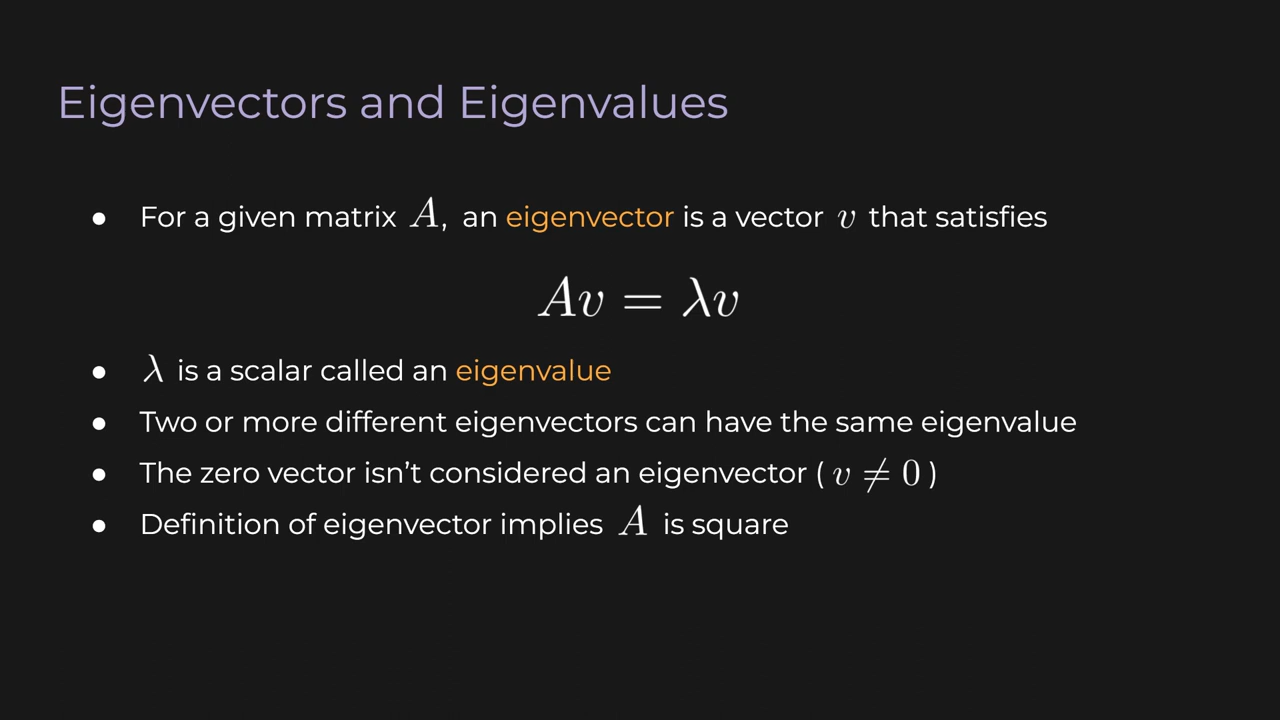 Eigenvectors and Eigenvalues
● For a given matrix A, an eigenvector is a vector v that satisfies
Av = λv
● λ is a scalar called an eigenvalue
● Two or more different eigenvectors can have the same eigenvalue
● The zero vector isn’t considered an eigenvector ( v ≠ 0 )
● Definition of eigenvector implies A is square